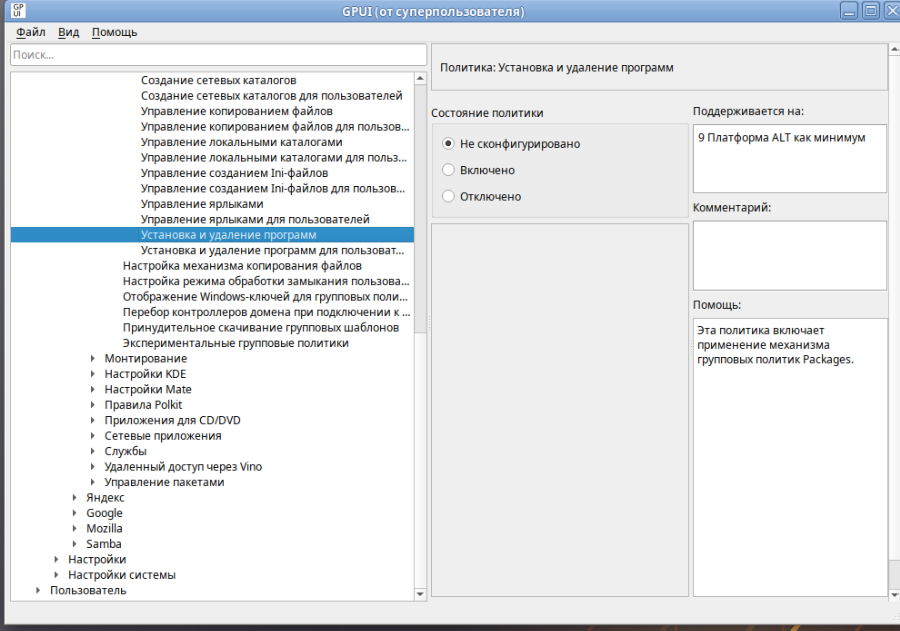 GP UI
GPUI (от суперпользователя)
Файл Вид Помощь
Поиск...
Создание сетевых каталогов
Создание сетевых каталогов для пользователей
Управление копированием файлов
Управление копированием файлов для пользов...
Управление локальными каталогами
Управление локальными каталогами для польз...
Управление созданием Ini-файлов
Управление созданием Ini-файлов для пользов...
Управление ярлыками
Управление ярлыками для пользователей
Установка и удаление программ
Установка и удаление программ для пользоват...
Настройка механизма копирования файлов
Настройка режима обработки замыкания пользова...
Отображение Windows-ключей для групповых поли...
Перебор контроллеров домена при подключении к ...
Принудительное скачивание групповых шаблонов
Экспериментальные групповые политики
Монтирование
Настройки KDE
Настройки Mate
Правила Polkit
Приложения для CD/DVD
Сетевые приложения
Службы
Удаленный доступ через Vino
Управление пакетами
Яндекс
Google
Mozilla
Samba
Настройки
Настройки системы
Пользователь
Политика: Установка и удаление программ
Состояние политики
Не сконфигурировано
Включено
Отключено
Поддерживается на:
9 Платформа ALT как минимум
Комментарий:
Помощь:
Эта политика включает
применение механизма
групповых политик Packages.